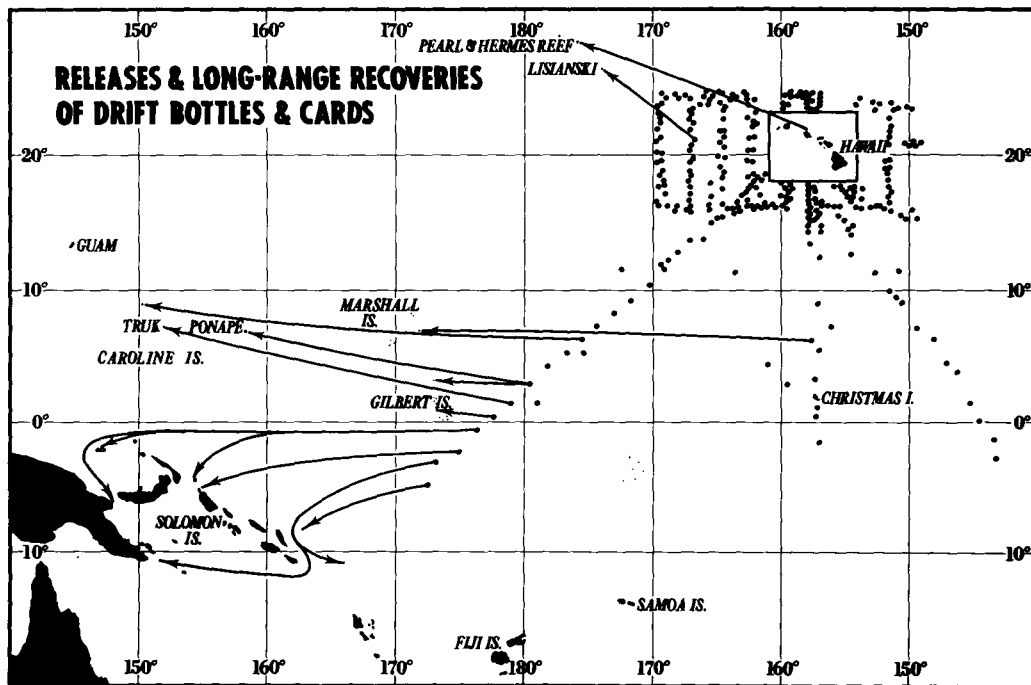 150° 160° 170° 180° 170° 160° 150°
PEARL & HERMES REEF
LISIANSKI
RELEASES & LONG-RANGE RECOVERIES
OF DRIFT BOTTLES & CARDS
HAWAII
20° 20°
GUAM
10° 10°
MARSHALL
IS.
TRUK PONAPE
CAROLINE IS.
GILBERT IS.
CHRISTMAS I.
0° 0°
SOLOMON
IS.
10° 10°
SAMOA IS.
FIJI IS.
150° 160° 170° 180° 170° 160° 150°